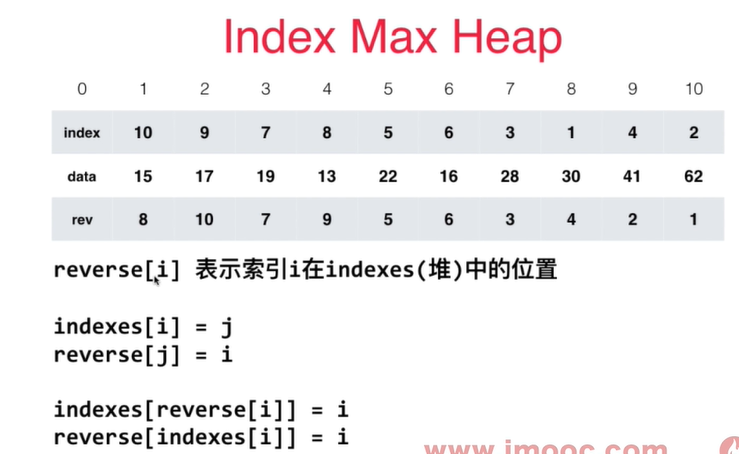 Index Max Heap
0 1 2 3 4 5 6 7 8 9 10
index 10 9 7 8 5 6 3 1 4 2
data 15 17 19 13 22 16 28 30 41 62
rev 8 10 7 9 5 6 3 4 2 1
reverse[i] 表示索引i在indexes(堆)中的位置
indexes[i] = j
reverse[j] = i
indexes[reverse[i]] = i
reverse[indexes[i]] = i
www.imooc.com